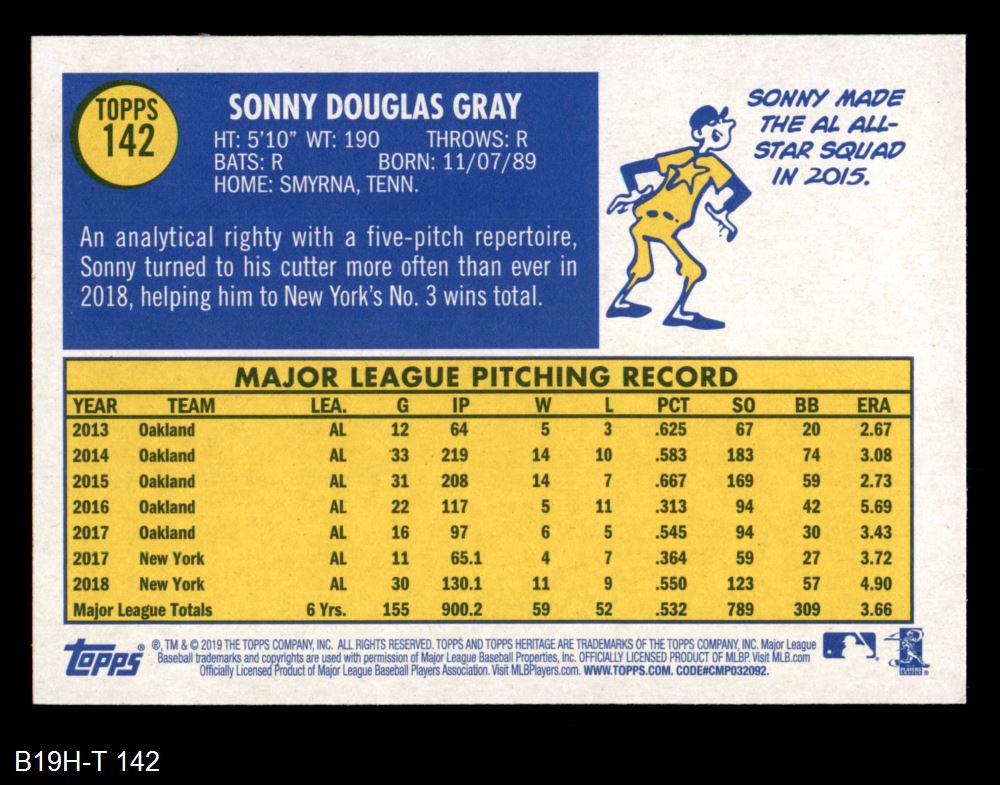 TOPPS
142
SONNY DOUGLAS GRAY
HT: 5'10" WT: 190 THROWS: R
BATS: R BORN: 11/07/89
HOME: SMYRNA, TENN.
An analytical righty with a five-pitch repertoire,
Sonny turned to his cutter more often than ever in
2018, helping him to New York's No. 3 wins total.
SONNY MADE
THE AL ALL-
STAR SQUAD
IN 2015.
MAJOR LEAGUE PITCHING RECORD
YEAR TEAM LEA. G IP W L PCT SO BB ERA
2013 Oakland AL 12 64 5 3 .625 67 20 2.67
2014 Oakland AL 33 219 14 10 .583 183 74 3.08
2015 Oakland AL 31 208 14 7 .667 169 59 2.73
2016 Oakland AL 22 117 5 11 .313 94 42 5.69
2017 Oakland AL 16 97 6 5 .545 94 30 3.43
2017 New York AL 11 65.1 4 7 .364 59 27 3.72
2018 New York AL 30 130.1 11 9 .550 123 57 4.90
Major League Totals 6 Yrs. 155 900.2 59 52 .532 789 309 3.66
Topps®
®, TM & © 2019 THE TOPPS COMPANY, INC. ALL RIGHTS RESERVED. TOPPS AND TOPPS HERITAGE ARE TRADEMARKS OF THE TOPPS COMPANY, INC. Major League
Baseball trademarks and copyrights are used with permission of Major League Baseball Properties, Inc. OFFICIALLY LICENSED PRODUCT OF MLBP. Visit MLB.com
Officially Licensed Product of Major League Baseball Players Association. Visit MLBPlayers.com. WWW.TOPPS.COM. CODE#CMP032092.
B19H-T 142